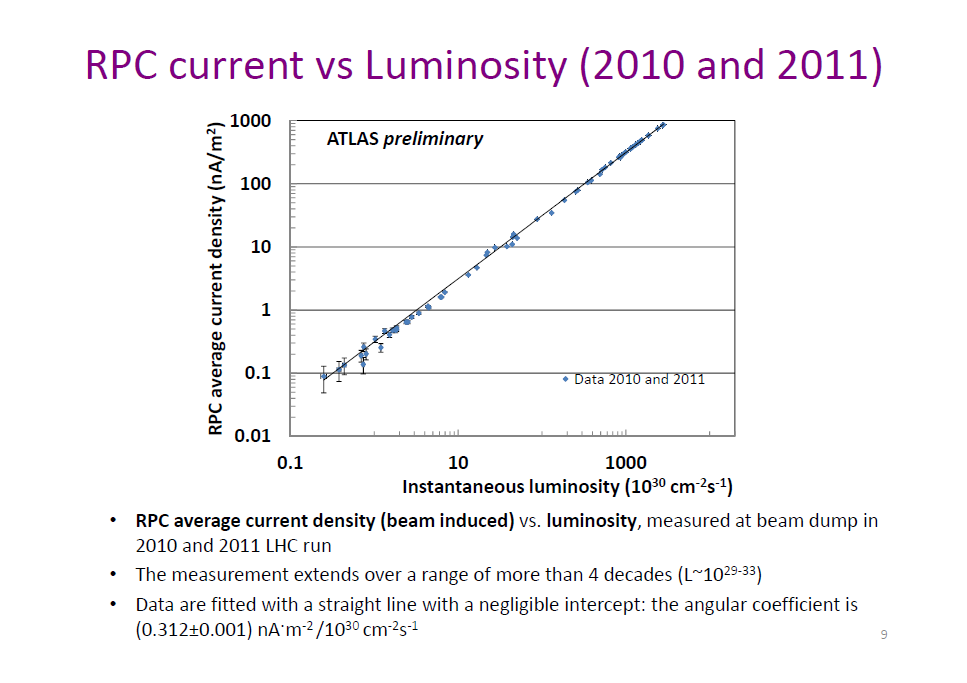 RPC current vs Luminosity (2010 and 2011)
1000
ATLAS preliminary
100
10
1
0.1
0.01
RPC average current density (nA/m²)
Data 2010 and 2011
0.1 10 1000
Instantaneous luminosity (10³⁰ cm⁻²s⁻¹)
• RPC average current density (beam induced) vs. luminosity, measured at beam dump in
2010 and 2011 LHC run
• The measurement extends over a range of more than 4 decades (L~10²⁹⁻³³)
• Data are fitted with a straight line with a negligible intercept: the angular coefficient is
(0.312±0.001) nA·m⁻² /10³⁰ cm⁻²s⁻¹
9